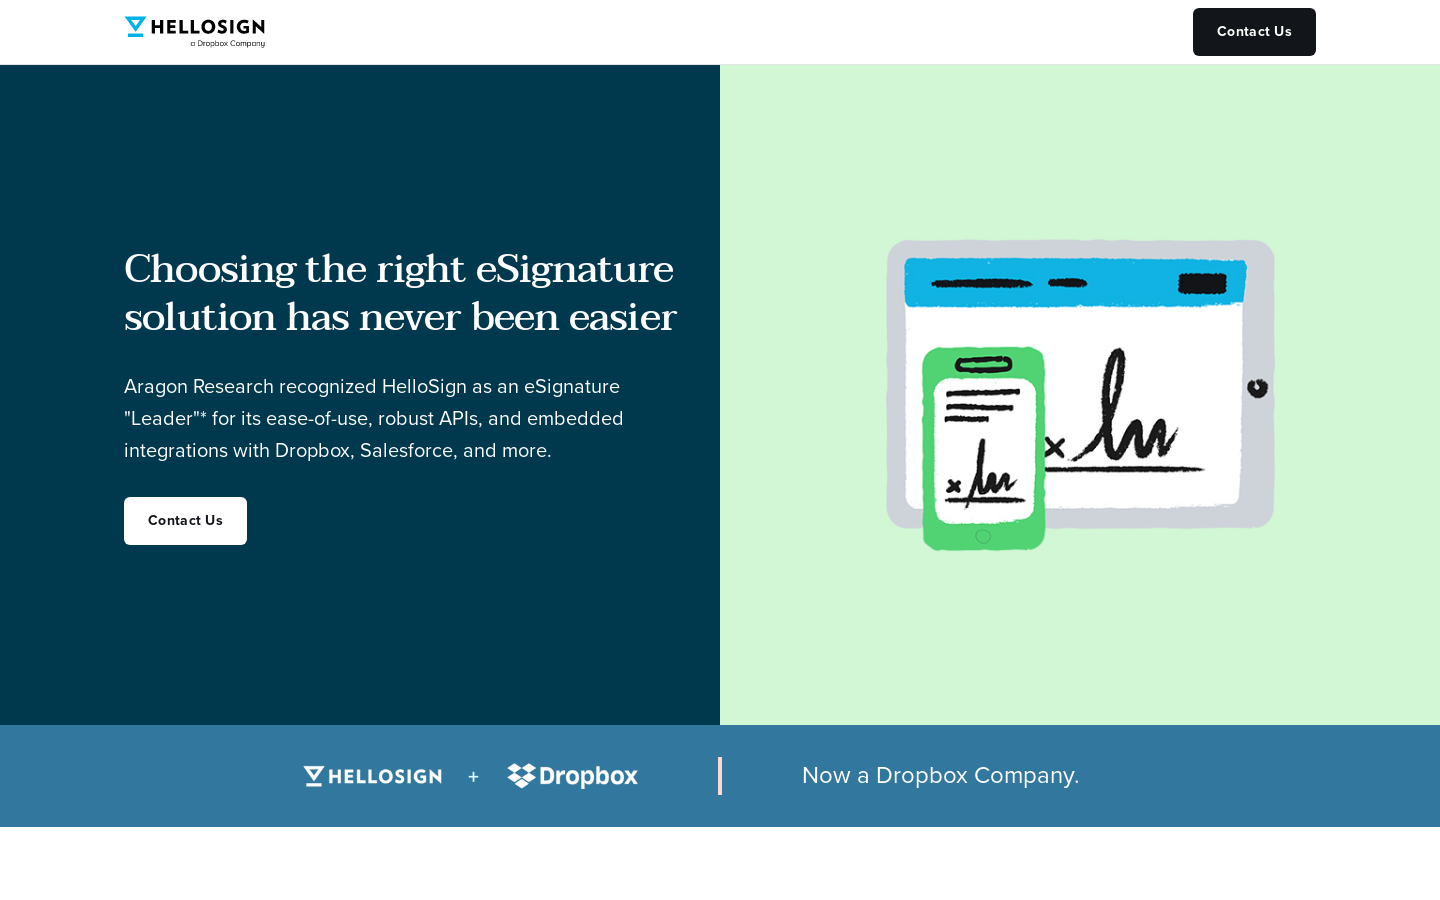 HELLOSIGN
a Dropbox Company
Contact Us
Choosing the right eSignature
solution has never been easier
Aragon Research recognized HelloSign as an eSignature
"Leader"* for its ease-of-use, robust APIs, and embedded
integrations with Dropbox, Salesforce, and more.
Contact Us
x
x
HELLOSIGN + Dropbox
Now a Dropbox Company.